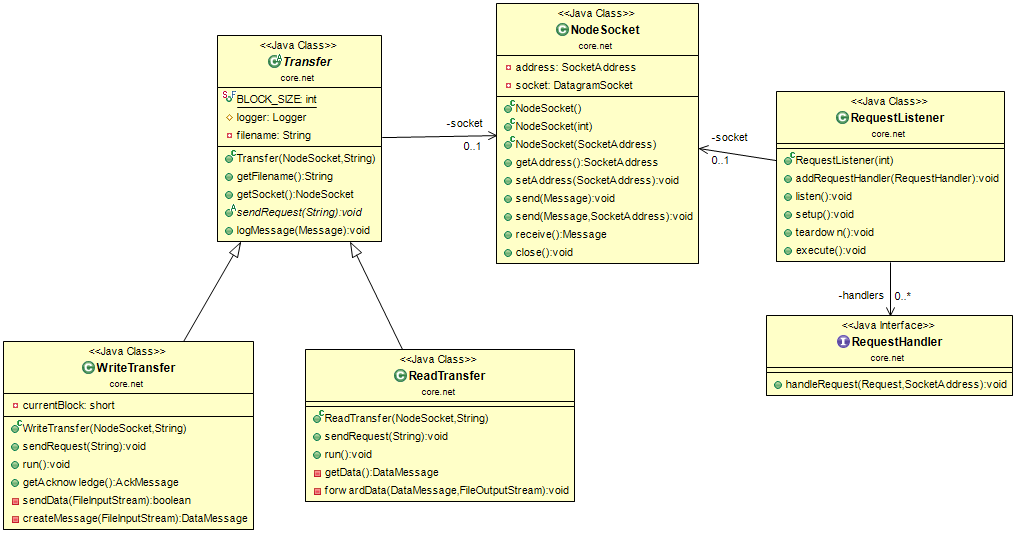 <<Java Class>>
Transfer
core.net
BLOCK_SIZE: int
logger: Logger
filename: String
Transfer(NodeSocket,String)
getFilename():String
getSocket():NodeSocket
sendRequest(String):void
logMessage(Message):void
-socket
0..1
<<Java Class>>
NodeSocket
core.net
address: SocketAddress
socket: DatagramSocket
NodeSocket()
NodeSocket(int)
NodeSocket(SocketAddress)
getAddress():SocketAddress
setAddress(SocketAddress):void
send(Message):void
send(Message,SocketAddress):void
receive():Message
close():void
-socket
0..1
<<Java Class>>
RequestListener
core.net
RequestListener(int)
addRequestHandler(RequestHandler):void
listen():void
setup():void
teardown():void
execute():void
-handlers
0..*
<<Java Interface>>
RequestHandler
core.net
handleRequest(Request,SocketAddress):void
<<Java Class>>
WriteTransfer
core.net
currentBlock: short
WriteTransfer(NodeSocket,String)
sendRequest(String):void
run():void
getAcknowledge():AckMessage
sendData(FileInputStream):boolean
createMessage(FileInputStream):DataMessage
<<Java Class>>
ReadTransfer
core.net
ReadTransfer(NodeSocket,String)
sendRequest(String):void
run():void
getData():DataMessage
forwardData(DataMessage,FileOutputStream):void